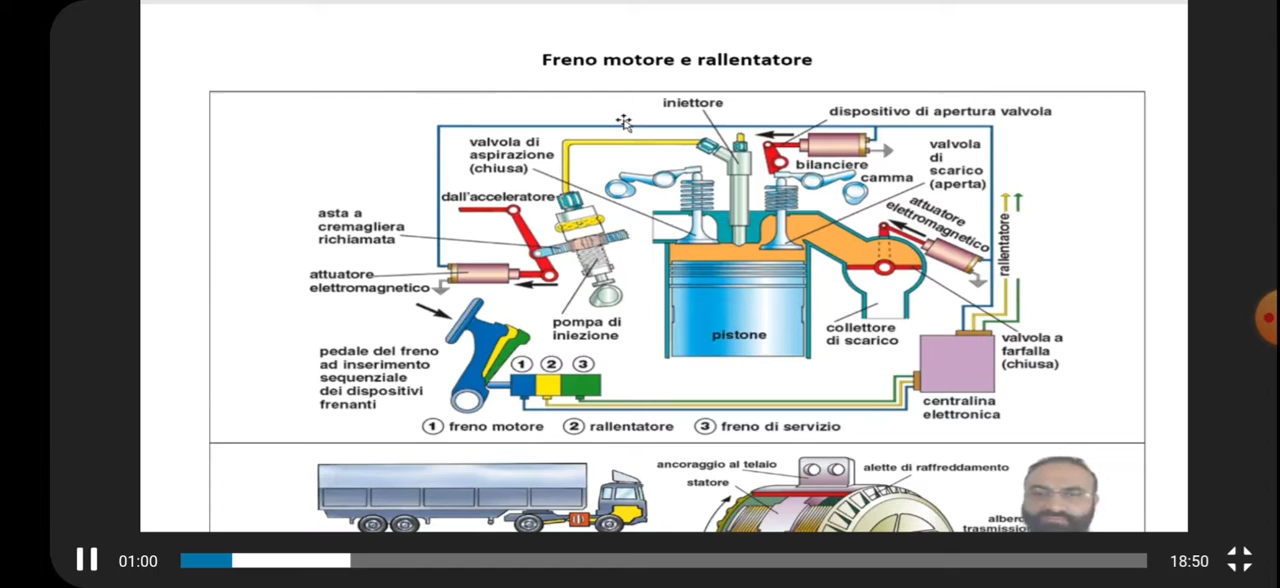 Freno motore e rallentatore
iniettore
dispositivo di apertura valvola
valvola di
aspirazione
(chiusa)
bilanciere
valvola
di
scarico
(aperta)
camma
dall'acceleratore
asta a
cremagliera
richiamata
attuatore
elettromagnetico
rallentatore
attuatore
elettromagnetico
pompa di
iniezione
pistone
collettore
di scarico
valvola a
farfalla
(chiusa)
pedale del freno
ad inserimento
sequenziale
dei dispositivi
frenanti
1 2 3
centralina
elettronica
1 freno motore 2 rallentatore 3 freno di servizio
ancoraggio al telaio
statore
alette di raffreddamento
01:00
18:50